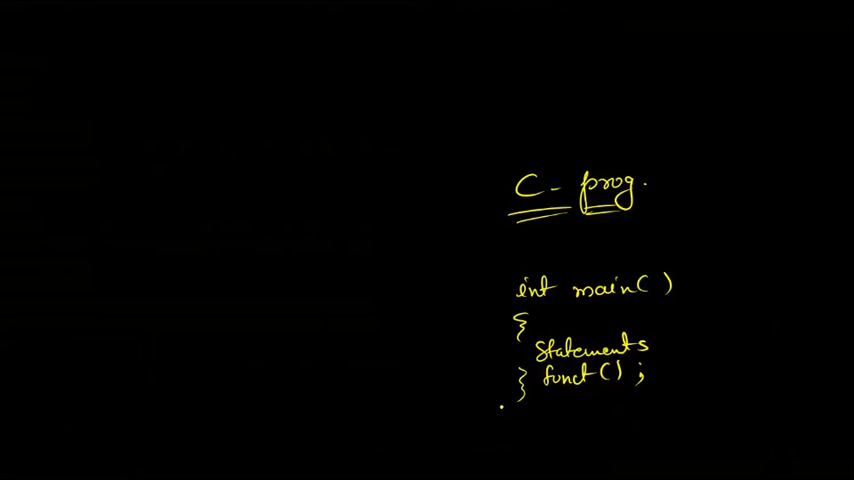 C - prog.
int main( )
{
Statements
} funct( ) ;